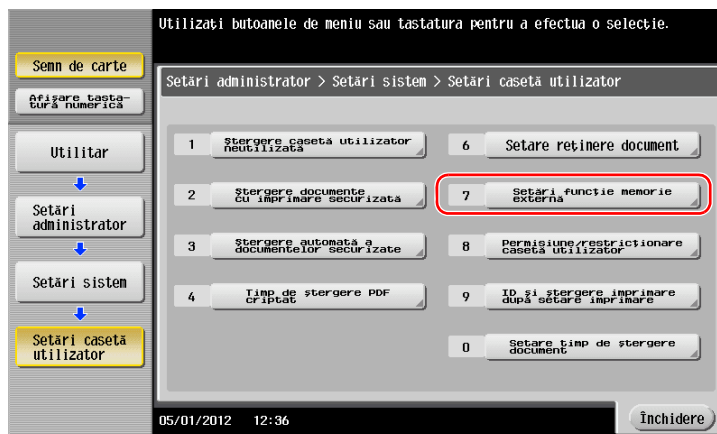 Utilizați butoanele de meniu sau tastatura pentru a efectua o selecție.
Semn de carte
Afișare tasta-
tură numerică
Utilitar
Setări
administrator
Setări sistem
Setări casetă
utilizator
Setări administrator > Setări sistem > Setări casetă utilizator
1 Ștergere casetă utilizator
neutilizată
2 Ștergere documente
cu imprimare securizată
3 Ștergere automată a
documentelor securizate
4 Timp de ștergere PDF
criptat
6 Setare reținere document
7 Setări funcție memorie
externă
8 Permisiune/restricționare
casetă utilizator
9 ID și ștergere imprimare
după setare imprimare
0 Setare timp de ștergere
document
05/01/2012 12:36
Închidere